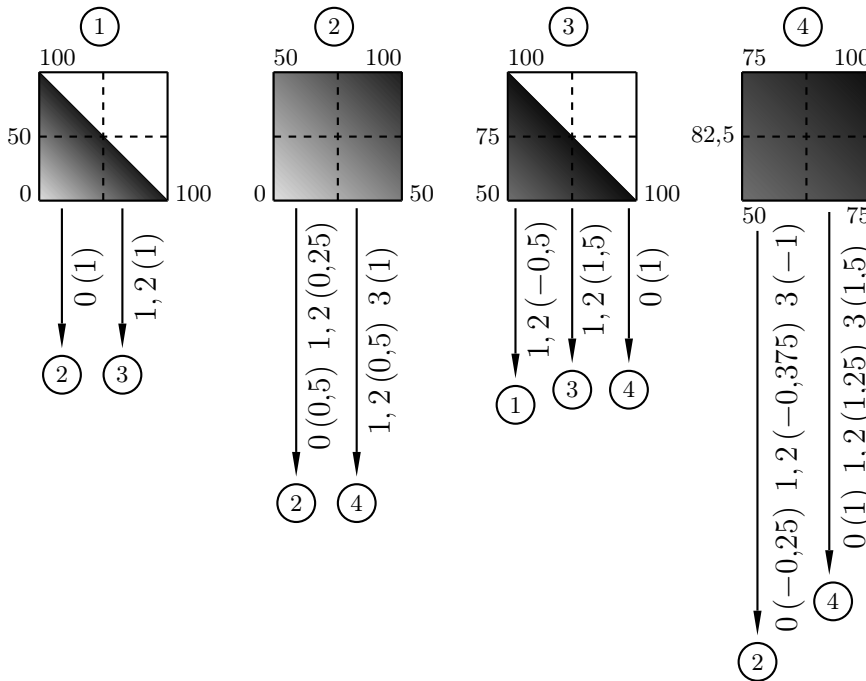 1 2 3 4
100 50 100 100 75 100
50 75 82,5
0 100 0 50 50 100 50 75
0 (1)
1, 2 (1)
0 (0,5) 1, 2 (0,25)
1, 2 (0,5) 3 (1)
1, 2 (−0,5)
1, 2 (1,5)
0 (1)
0 (−0,25) 1, 2 (−0,375) 3 (−1)
0 (1) 1, 2 (1,25) 3 (1,5)
2 3
1 3 4
2 4
4
2